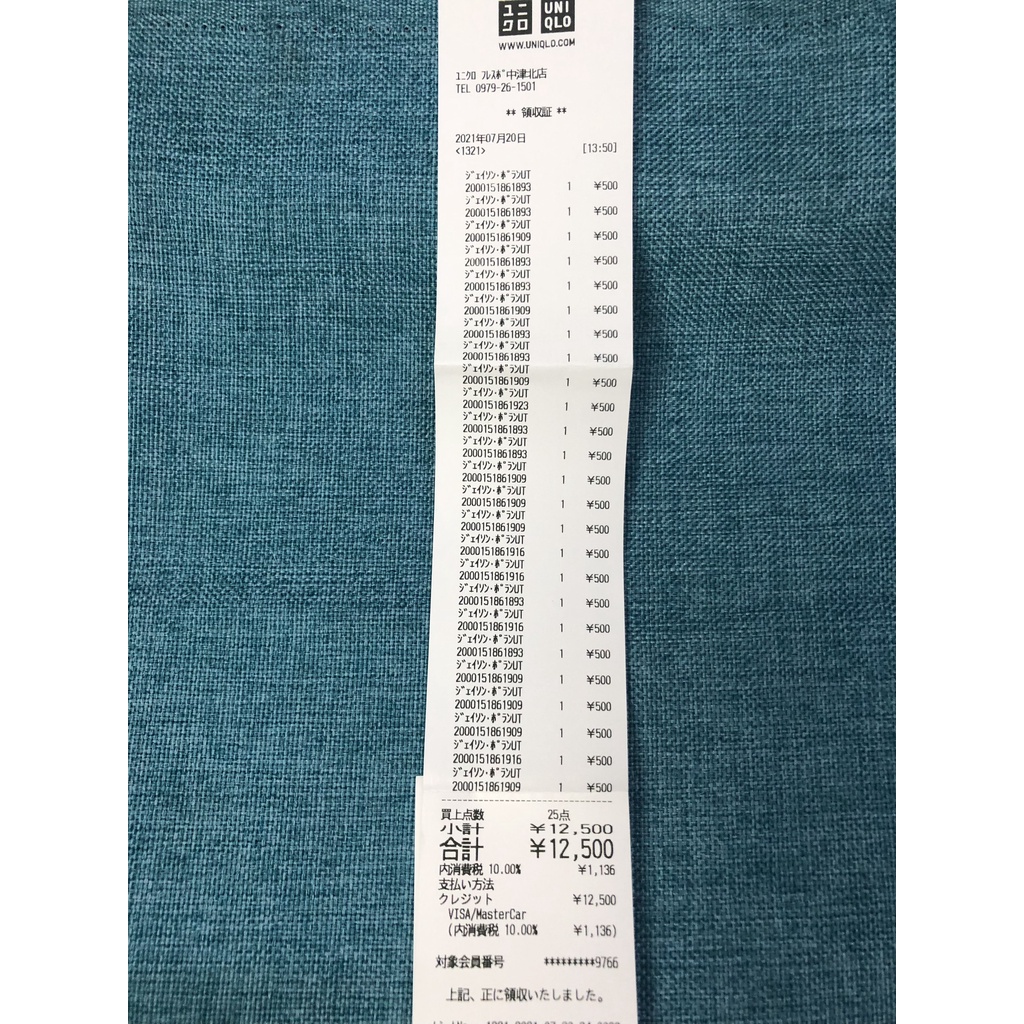 ユニクロ UNIQLO
WWW.UNIQLO.COM
ﾕﾆｸﾛ ﾌﾚｽﾎﾟ中津北店
TEL 0979-26-1501
** 領収証 **
2021年07月20日
<1321> [13:50]
ｼﾞｪｲｿﾝ･ﾎﾟﾗﾝUT
2000151861893 1 ¥500
ｼﾞｪｲｿﾝ･ﾎﾟﾗﾝUT
2000151861893 1 ¥500
ｼﾞｪｲｿﾝ･ﾎﾟﾗﾝUT
2000151861909 1 ¥500
ｼﾞｪｲｿﾝ･ﾎﾟﾗﾝUT
2000151861893 1 ¥500
ｼﾞｪｲｿﾝ･ﾎﾟﾗﾝUT
2000151861893 1 ¥500
ｼﾞｪｲｿﾝ･ﾎﾟﾗﾝUT
2000151861909 1 ¥500
ｼﾞｪｲｿﾝ･ﾎﾟﾗﾝUT
2000151861893 1 ¥500
ｼﾞｪｲｿﾝ･ﾎﾟﾗﾝUT
2000151861893 1 ¥500
ｼﾞｪｲｿﾝ･ﾎﾟﾗﾝUT
2000151861909 1 ¥500
ｼﾞｪｲｿﾝ･ﾎﾟﾗﾝUT
2000151861923 1 ¥500
ｼﾞｪｲｿﾝ･ﾎﾟﾗﾝUT
2000151861893 1 ¥500
ｼﾞｪｲｿﾝ･ﾎﾟﾗﾝUT
2000151861893 1 ¥500
ｼﾞｪｲｿﾝ･ﾎﾟﾗﾝUT
2000151861909 1 ¥500
ｼﾞｪｲｿﾝ･ﾎﾟﾗﾝUT
2000151861909 1 ¥500
ｼﾞｪｲｿﾝ･ﾎﾟﾗﾝUT
2000151861909 1 ¥500
ｼﾞｪｲｿﾝ･ﾎﾟﾗﾝUT
2000151861916 1 ¥500
ｼﾞｪｲｿﾝ･ﾎﾟﾗﾝUT
2000151861916 1 ¥500
ｼﾞｪｲｿﾝ･ﾎﾟﾗﾝUT
2000151861893 1 ¥500
ｼﾞｪｲｿﾝ･ﾎﾟﾗﾝUT
2000151861916 1 ¥500
ｼﾞｪｲｿﾝ･ﾎﾟﾗﾝUT
2000151861893 1 ¥500
ｼﾞｪｲｿﾝ･ﾎﾟﾗﾝUT
2000151861909 1 ¥500
ｼﾞｪｲｿﾝ･ﾎﾟﾗﾝUT
2000151861909 1 ¥500
ｼﾞｪｲｿﾝ･ﾎﾟﾗﾝUT
2000151861909 1 ¥500
ｼﾞｪｲｿﾝ･ﾎﾟﾗﾝUT
2000151861916 1 ¥500
ｼﾞｪｲｿﾝ･ﾎﾟﾗﾝUT
2000151861909 1 ¥500
買上点数 25点
小計 ¥12,500
合計 ¥12,500
内消費税 10.00% ¥1,136
支払い方法
クレジット ¥12,500
VISA/MasterCar
(内消費税 10.00% ¥1,136)
対象会員番号 *********9766
上記、正に領収いたしました。